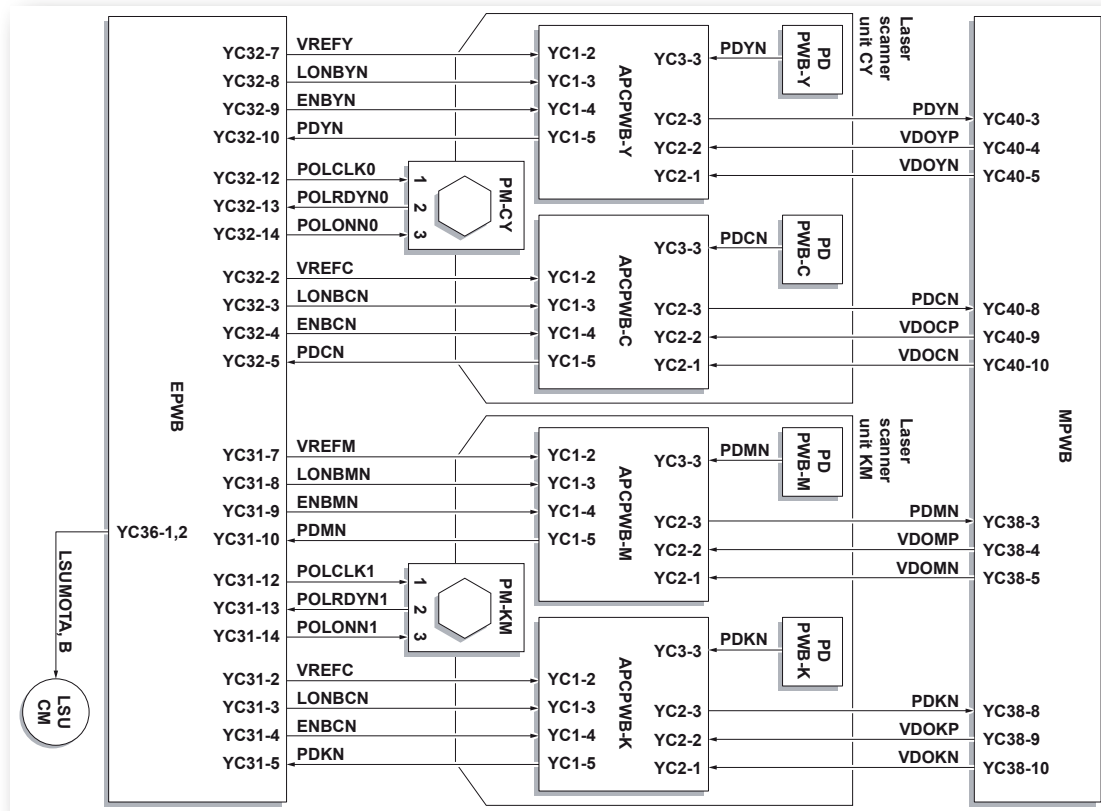 EPWB
YC32-7 VREFY YC1-2
YC32-8 LONBYN YC1-3
YC32-9 ENBYN YC1-4
YC32-10 PDYN YC1-5
APCPWB-Y
YC3-3 PDYN PD PWB-Y
YC2-3 PDYN YC40-3
YC2-2 VDOYP YC40-4
YC2-1 VDOYN YC40-5
Laser scanner unit CY
YC32-12 POLCLK0 1
YC32-13 POLRDYN0 2
YC32-14 POLONN0 3
PM-CY
YC32-2 VREFC YC1-2
YC32-3 LONBCN YC1-3
YC32-4 ENBCN YC1-4
YC32-5 PDCN YC1-5
APCPWB-C
YC3-3 PDCN PD PWB-C
YC2-3 PDCN YC40-8
YC2-2 VDOCP YC40-9
YC2-1 VDOCN YC40-10
MPWB
YC31-7 VREFM YC1-2
YC31-8 LONBMN YC1-3
YC31-9 ENBMN YC1-4
YC31-10 PDMN YC1-5
APCPWB-M
YC3-3 PDMN PD PWB-M
YC2-3 PDMN YC38-3
YC2-2 VDOMP YC38-4
YC2-1 VDOMN YC38-5
Laser scanner unit KM
YC36-1,2
LSUMOTA, B
LSU CM
YC31-12 POLCLK1 1
YC31-13 POLRDYN1 2
YC31-14 POLONN1 3
PM-KM
YC31-2 VREFC YC1-2
YC31-3 LONBCN YC1-3
YC31-4 ENBCN YC1-4
YC31-5 PDKN YC1-5
APCPWB-K
YC3-3 PDKN PD PWB-K
YC2-3 PDKN YC38-8
YC2-2 VDOKP YC38-9
YC2-1 VDOKN YC38-10